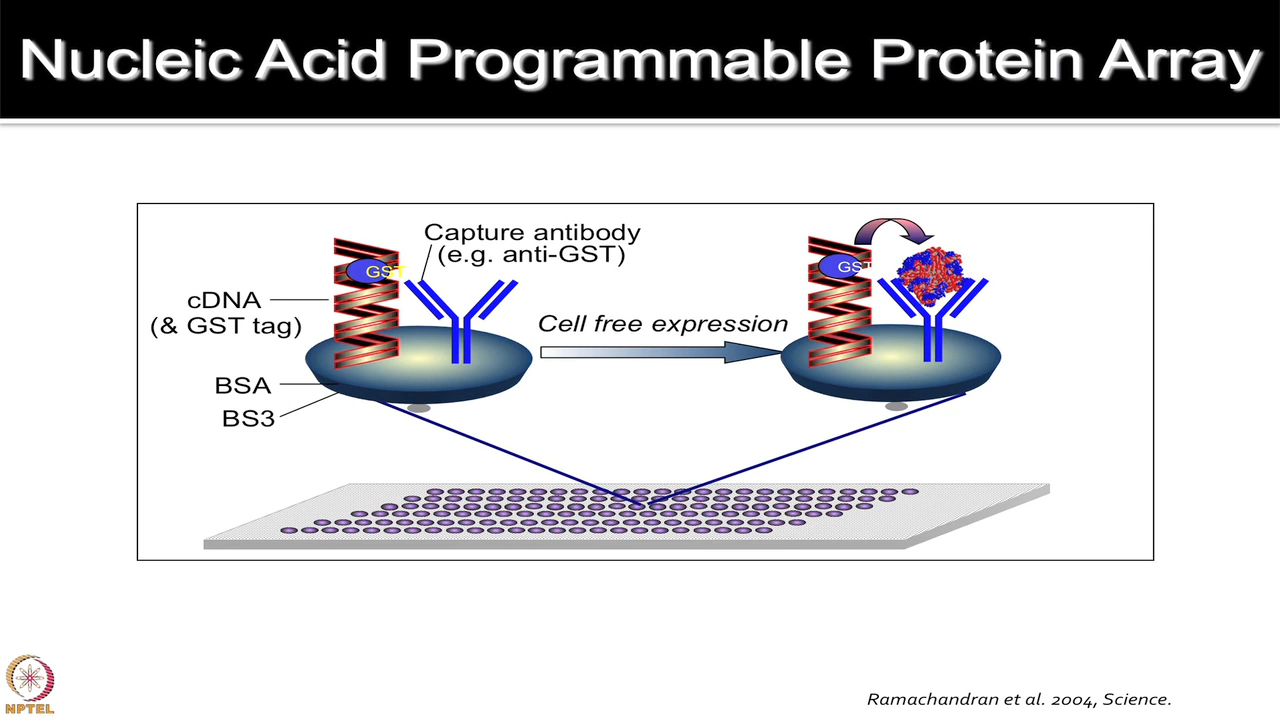 Nucleic Acid Programmable Protein Array
Capture antibody
(e.g. anti-GST)
GST
GST
cDNA
(& GST tag)
Cell free expression
BSA
BS3
NPTEL
Ramachandran et al. 2004, Science.